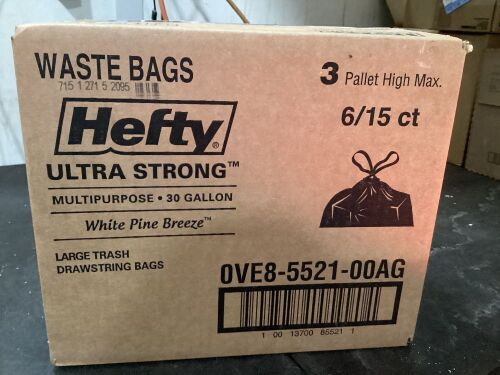 WASTE BAGS
715 1 271 5 2095
3 Pallet High Max.
Hefty®
6/15 ct
ULTRA STRONG™
MULTIPURPOSE • 30 GALLON
White Pine Breeze™
LARGE TRASH
DRAWSTRING BAGS
0VE8-5521-00AG
1 00 13700 85521 1